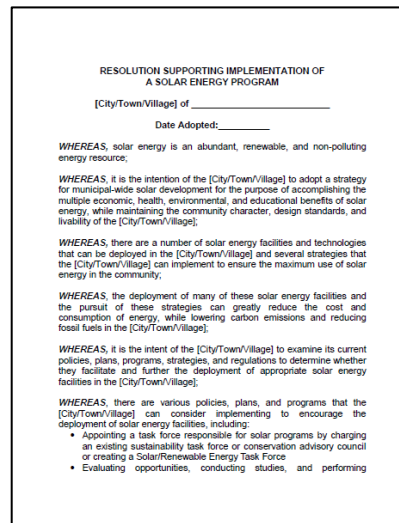 RESOLUTION SUPPORTING IMPLEMENTATION OF
A SOLAR ENERGY PROGRAM
[City/Town/Village] of ___________________________
Date Adopted:__________
WHEREAS, solar energy is an abundant, renewable, and non-polluting
energy resource;
WHEREAS, it is the intention of the [City/Town/Village] to adopt a strategy
for municipal-wide solar development for the purpose of accomplishing the
multiple economic, health, environmental, and educational benefits of solar
energy, while maintaining the community character, design standards, and
livability of the [City/Town/Village];
WHEREAS, there are a number of solar energy facilities and technologies
that can be deployed in the [City/Town/Village] and several strategies that
the [City/Town/Village] can implement to ensure the maximum use of solar
energy in the community;
WHEREAS, the deployment of many of these solar energy facilities and
the pursuit of these strategies can greatly reduce the cost and
consumption of energy, while lowering carbon emissions and reducing
fossil fuels in the [City/Town/Village];
WHEREAS, it is the intent of the [City/Town/Village] to examine its current
policies, plans, programs, strategies, and regulations to determine whether
they facilitate and further the deployment of appropriate solar energy
facilities in the [City/Town/Village];
WHEREAS, there are various policies, plans, and programs that the
[City/Town/Village] can consider implementing to encourage the
deployment of solar energy facilities, including:
• Appointing a task force responsible for solar programs by charging
an existing sustainability task force or conservation advisory council
or creating a Solar/Renewable Energy Task Force
• Evaluating opportunities, conducting studies, and performing